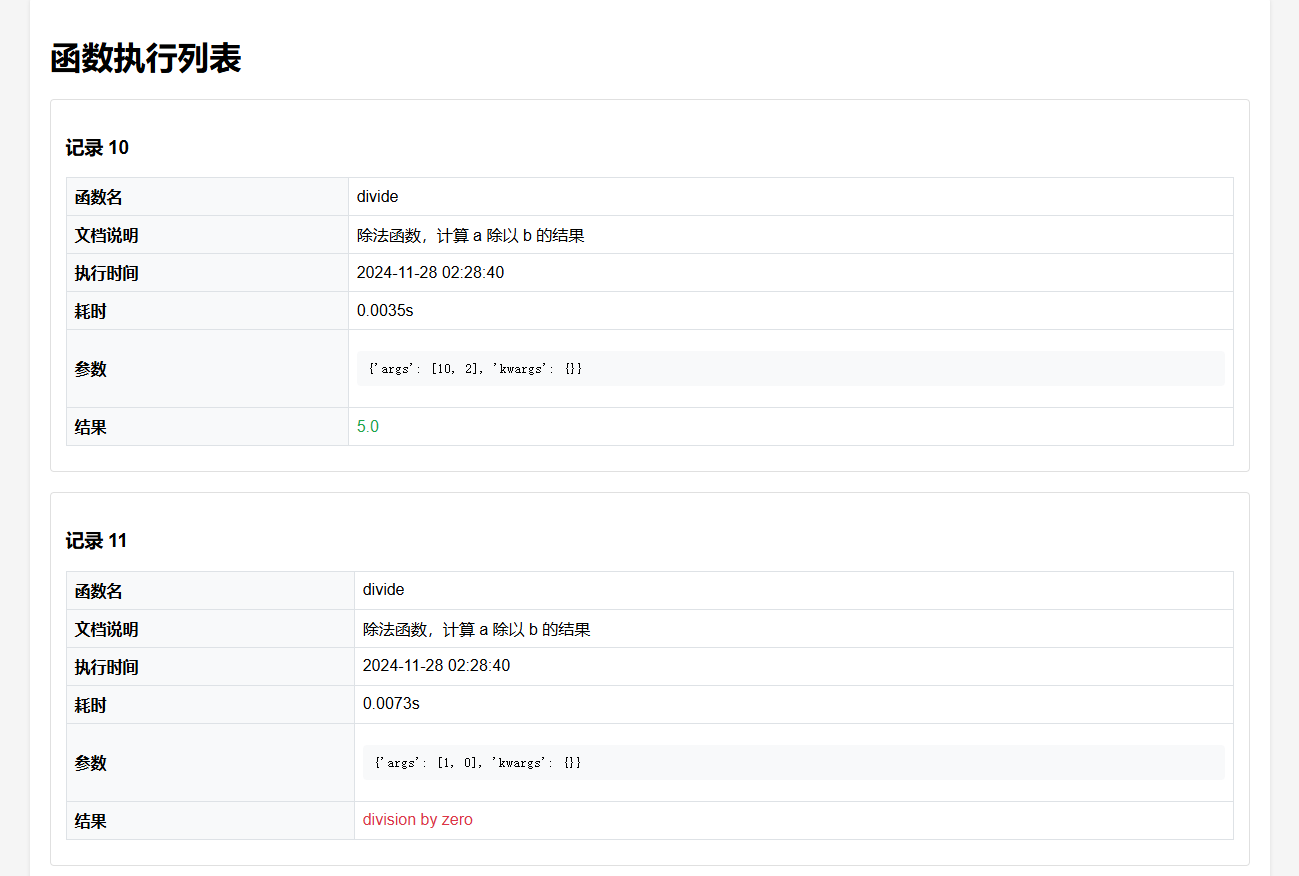 函数执行列表
记录 10
函数名 divide
文档说明 除法函数，计算 a 除以 b 的结果
执行时间 2024-11-28 02:28:40
耗时 0.0035s
参数 {'args': [10, 2], 'kwargs': {}}
结果 5.0
记录 11
函数名 divide
文档说明 除法函数，计算 a 除以 b 的结果
执行时间 2024-11-28 02:28:40
耗时 0.0073s
参数 {'args': [1, 0], 'kwargs': {}}
结果 division by zero